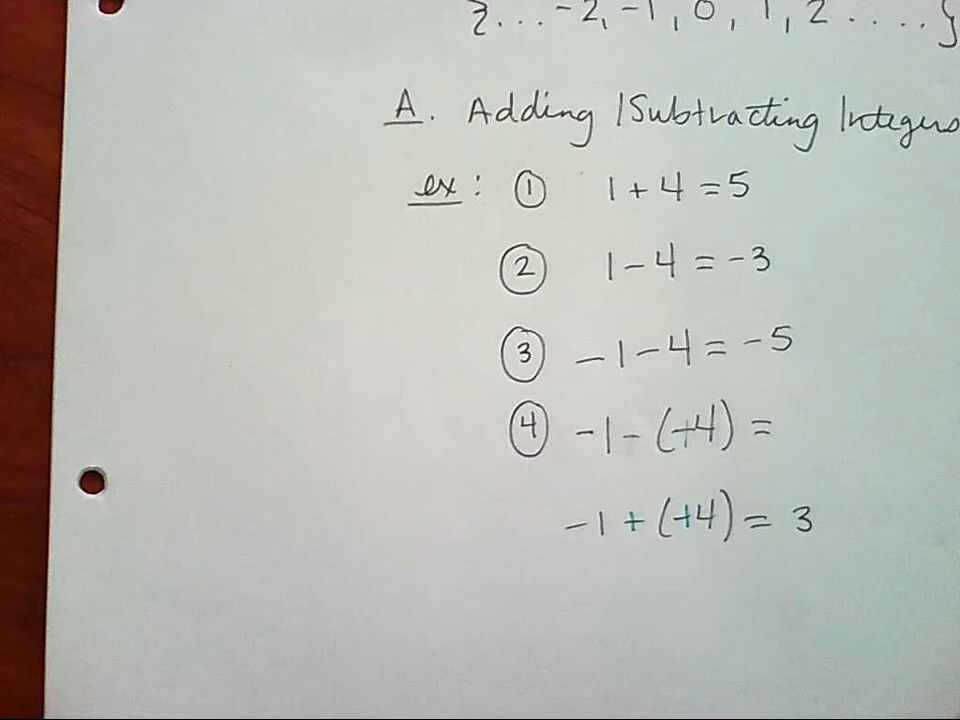 {...-2, -1, 0, 1, 2 .....}
A. Adding /Subtracting Integers
ex: ① 1 + 4 = 5
② 1 - 4 = -3
③ -1 - 4 = -5
④ -1 - (+4) =
-1 + (+4) = 3